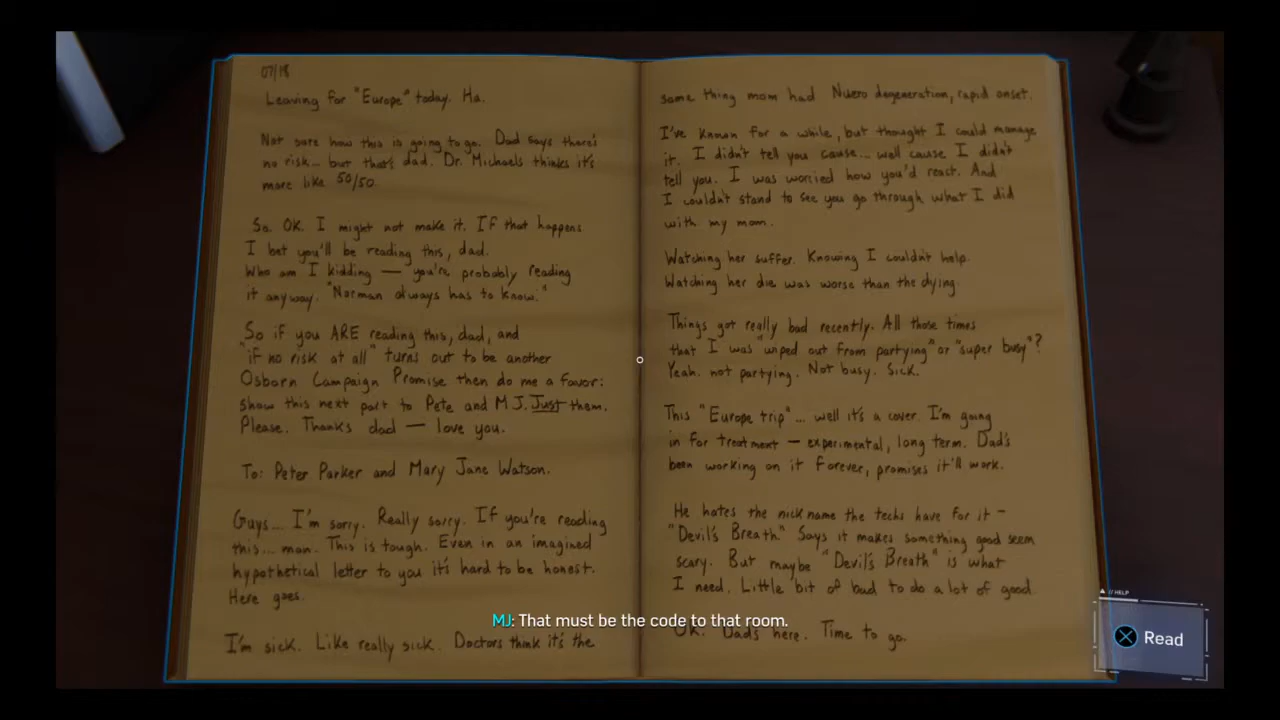 07/18
Leaving for "Europe" today. Ha.
Not sure how this is going to go. Dad says there's
no risk... but that's dad. Dr. Michaels thinks it's
more like 50/50.
So. OK. I might not make it. IF that happens
I bet you'll be reading this, dad.
Who am I kidding — you're probably reading
it anyway. "Norman always has to know."
So if you ARE reading this, dad, and
"if no risk at all" turns out to be another
Osborn Campaign Promise then do me a favor:
show this next part to Pete and MJ. Just them.
Please. Thanks dad — love you.
To: Peter Parker and Mary Jane Watson.
Guys... I'm sorry. Really sorry. If you're reading
this... man. This is tough. Even in an imagined
hypothetical letter to you it's hard to be honest.
Here goes.
I'm sick. Like really sick. Doctors think it's the
same thing mom had Nuero degeneration, rapid onset.
I've known for a while, but thought I could manage
it. I didn't tell you cause... well cause I didn't
tell you. I was worried how you'd react. And
I couldn't stand to see you go through what I did
with my mom.
Watching her suffer. Knowing I couldn't help.
Watching her die was worse than the dying.
Things got really bad recently. All those times
that I was "wiped out from partying" or "super busy"?
Yeah. not partying. Not busy. Sick.
This "Europe trip"... well it's a cover. I'm going
in for treatment — experimental, long term. Dad's
been working on it forever, promises it'll work.
He hates the nickname the techs have for it -
"Devil's Breath." Says it makes something good seem
scary. But maybe "Devil's Breath" is what
I need. Little bit of bad to do a lot of good.
OK. Dad's here. Time to go.
MJ: That must be the code to that room.
// HELP
Read